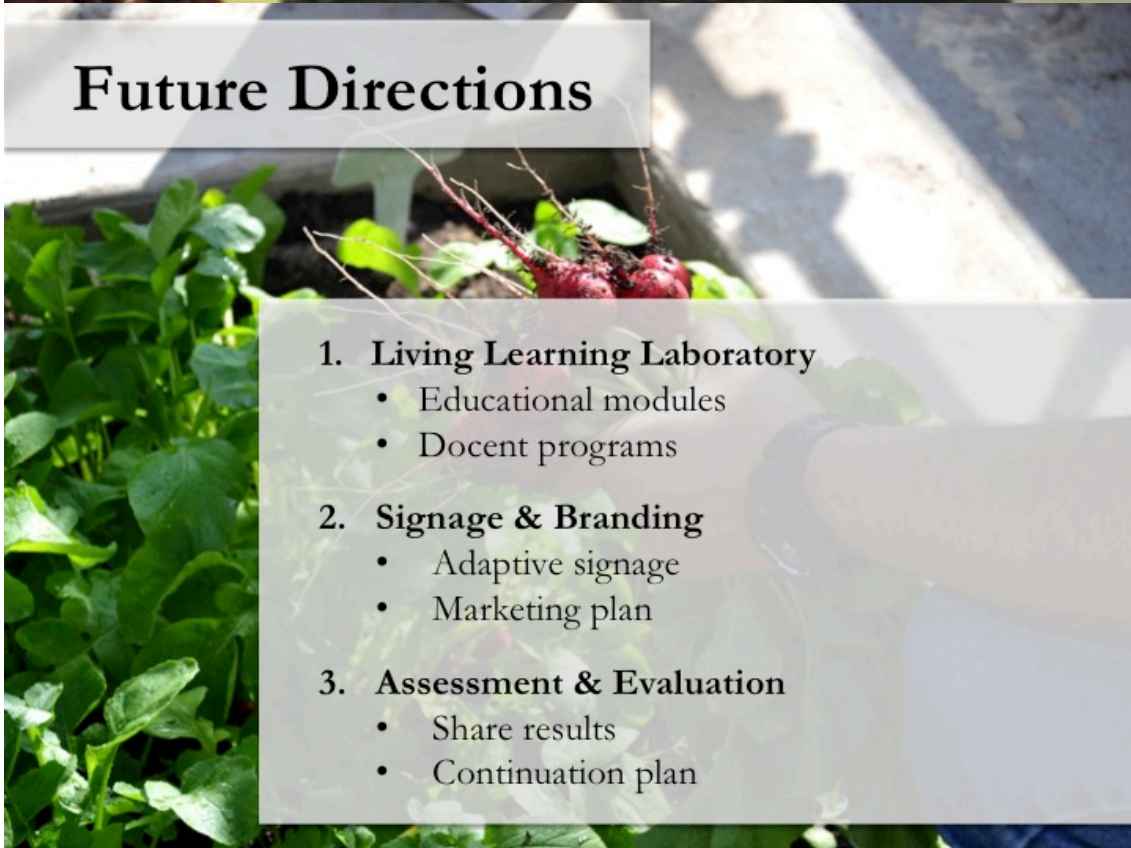 Future Directions
1. Living Learning Laboratory
• Educational modules
• Docent programs
2. Signage & Branding
• Adaptive signage
• Marketing plan
3. Assessment & Evaluation
• Share results
• Continuation plan